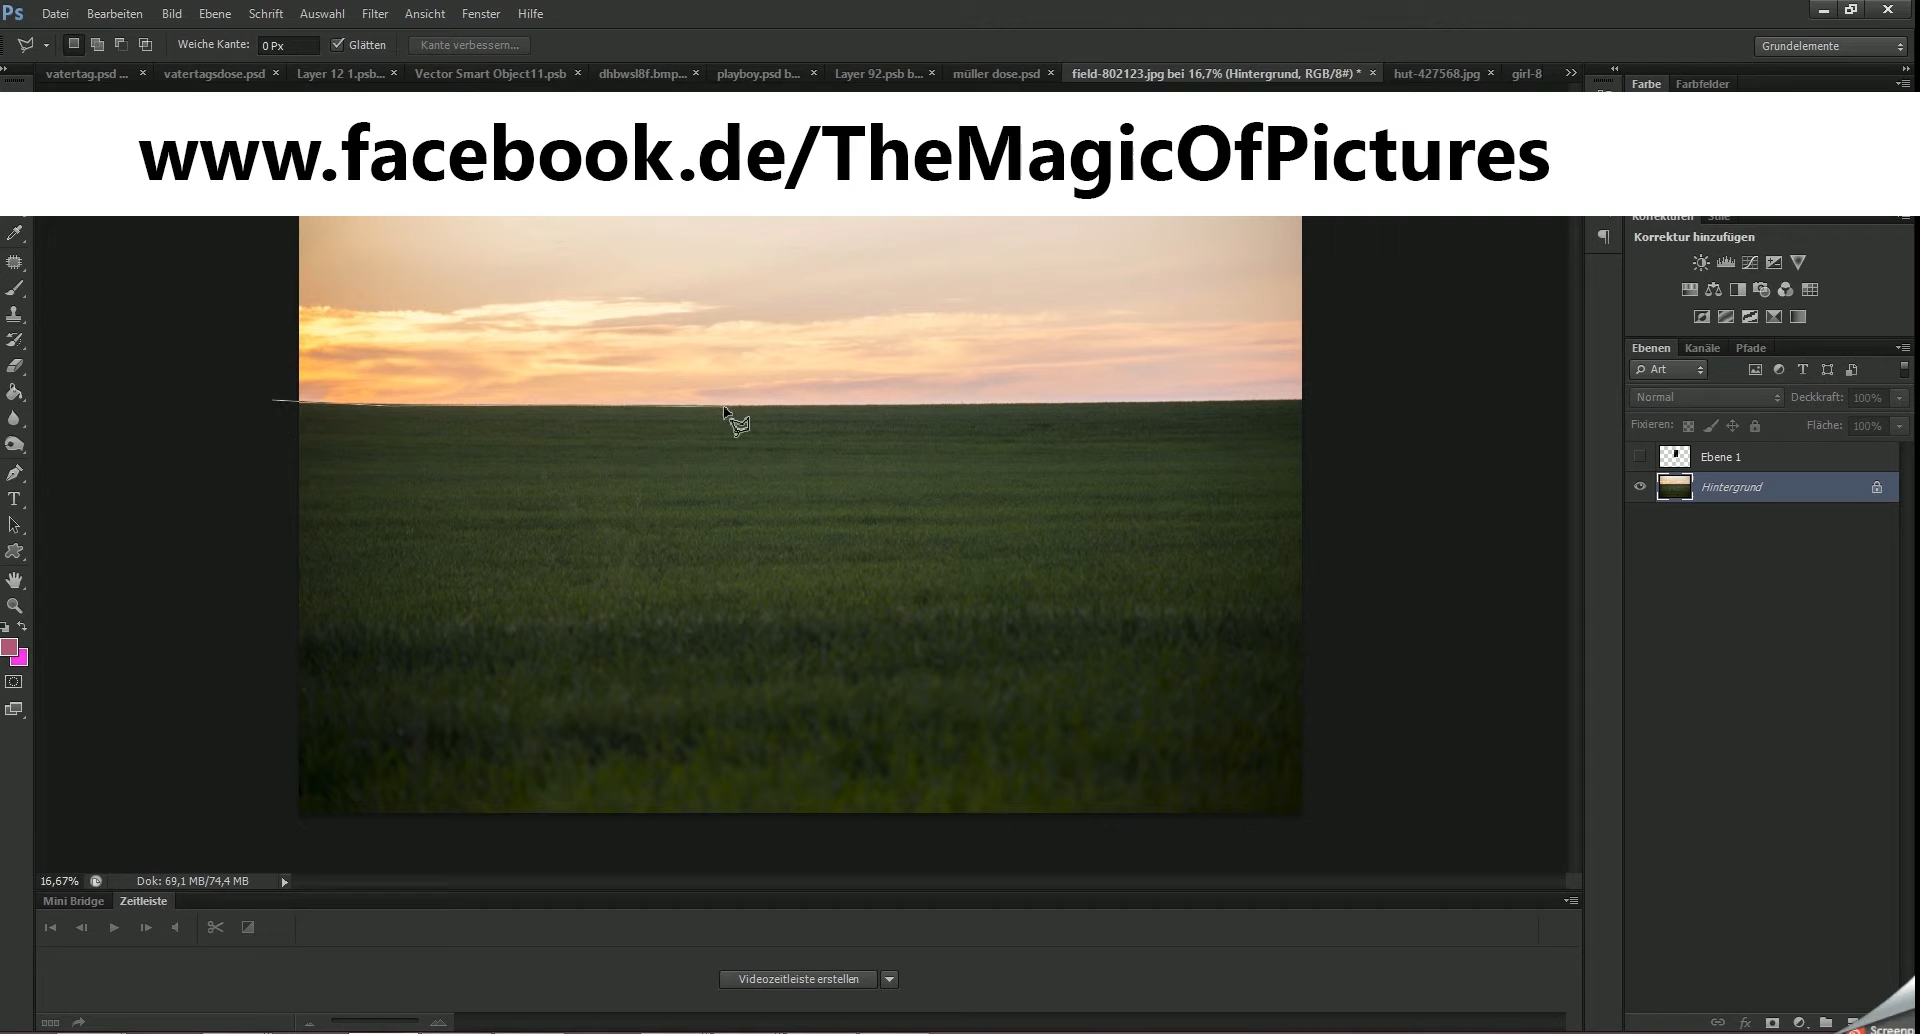 Ps Datei Bearbeiten Bild Ebene Schrift Auswahl Filter Ansicht Fenster Hilfe
Weiche Kante: 0 Px Glätten Kante verbessern... Grundelemente
vatertag.psd ... × vatertagsdose.psd × Layer 12 1.psb... × Vector Smart Object11.psb × dhbwsl8f.bmp... × playboy.psd b... × Layer 92.psb b... × müller dose.psd × field-802123.jpg bei 16,7% (Hintergrund, RGB/8#) * × hut-427568.jpg × girl-8 >>
Farbe Farbfelder
www.facebook.de/TheMagicOfPictures
Korrekturen Stile
Korrektur hinzufügen
Ebenen Kanäle Pfade
Art
Normal Deckkraft: 100%
Fixieren: Fläche: 100%
Ebene 1
Hintergrund
16,67% Dok: 69,1 MB/74,4 MB
Mini Bridge Zeitleiste
Videozeitleiste erstellen
fx